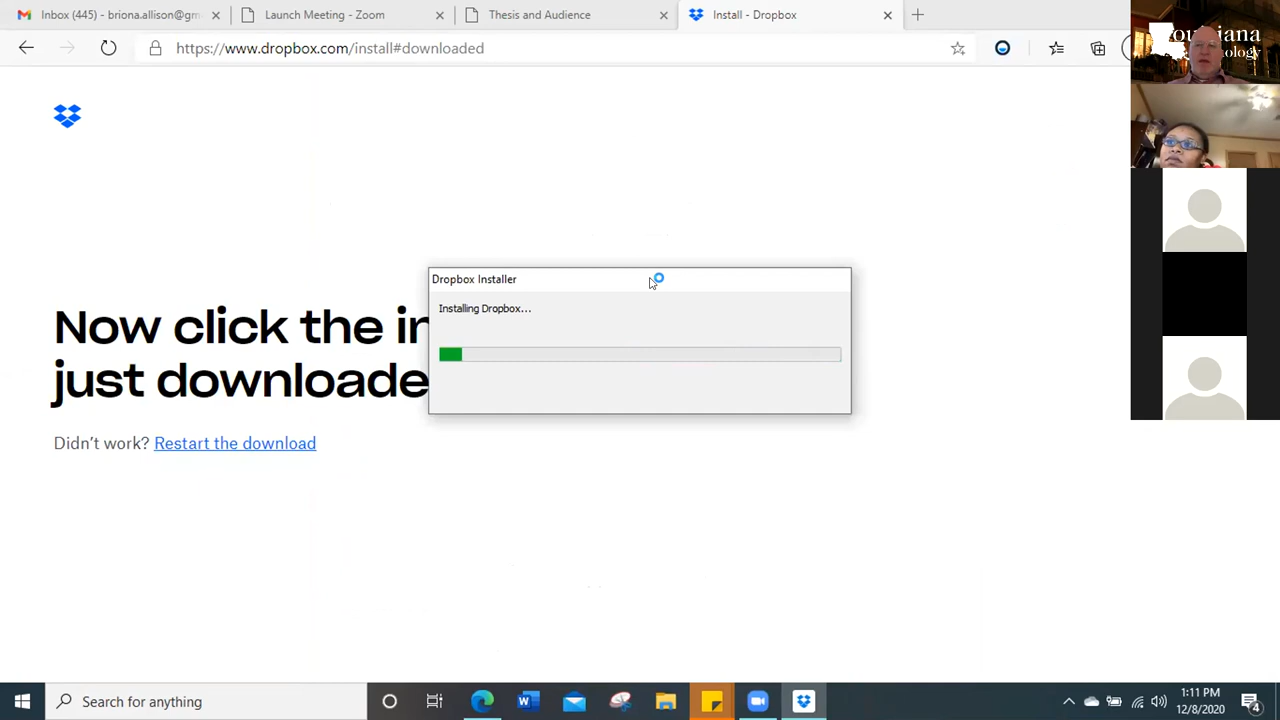 Inbox (445) - briona.allison@gm
Launch Meeting - Zoom
Thesis and Audience
Install - Dropbox
https://www.dropbox.com/install#downloaded
Dropbox Installer
Installing Dropbox...
Now click the in
just downloade
Didn't work? Restart the download
Search for anything
1:11 PM
12/8/2020
4